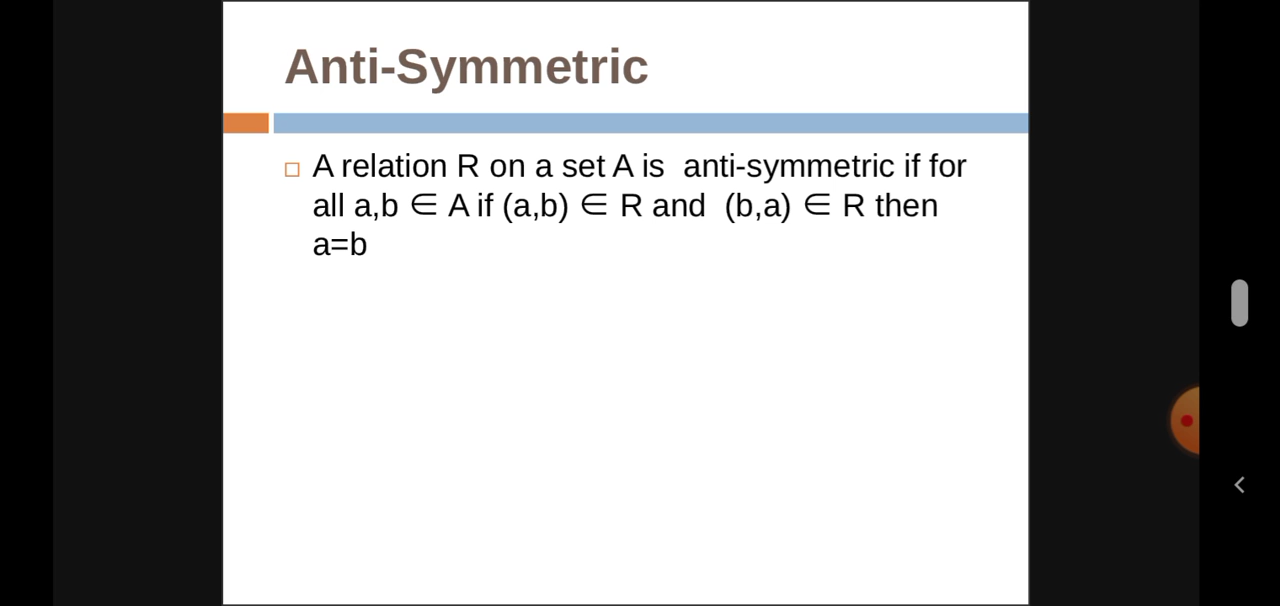 Anti-Symmetric
A relation R on a set A is  anti-symmetric if for
all a,b ∈ A if (a,b) ∈ R and  (b,a) ∈ R then
a=b